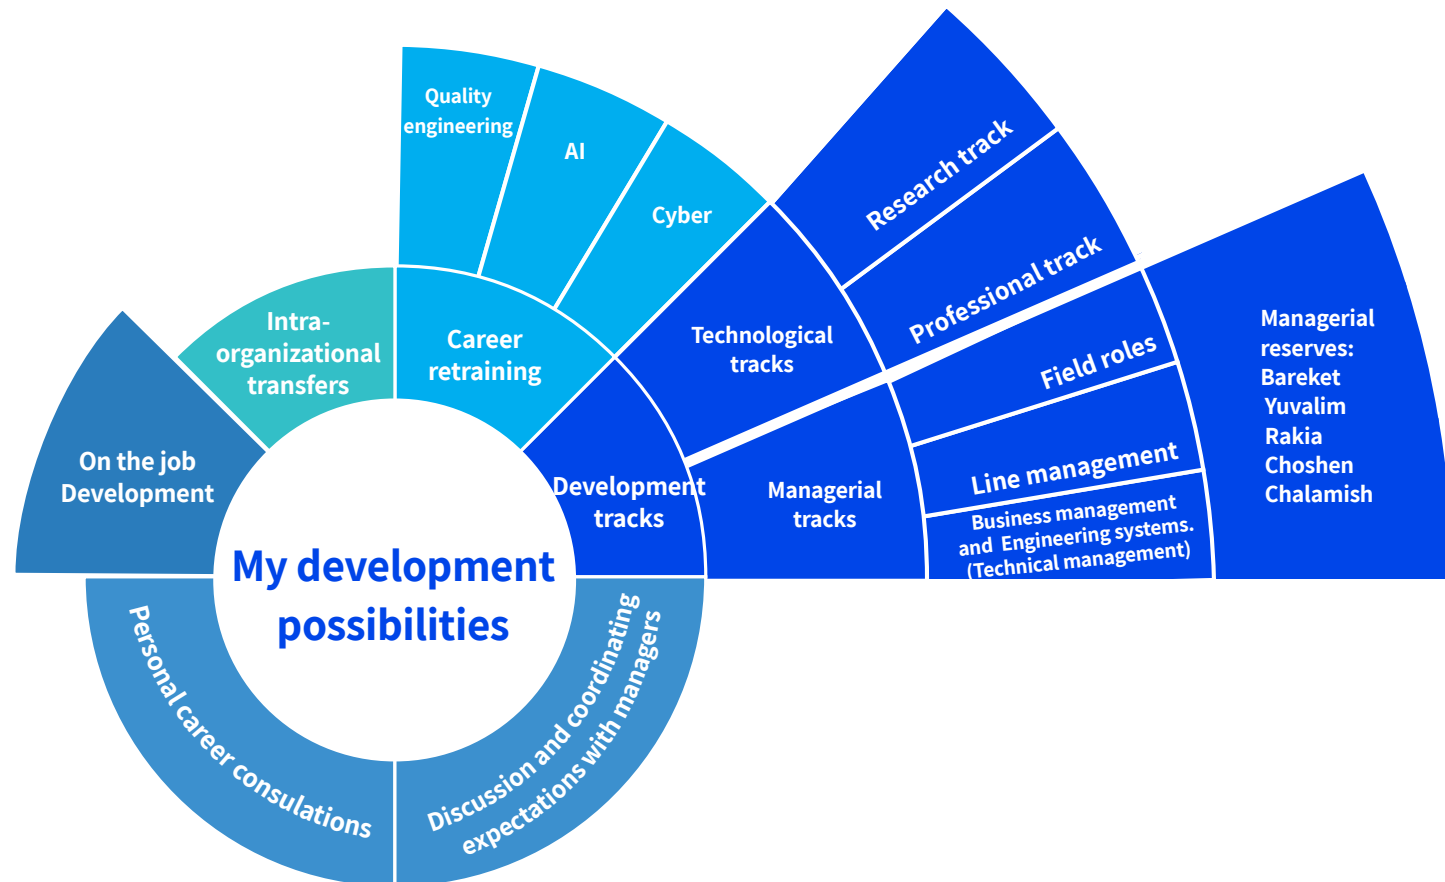 My development
possibilities
On the job
Development
Intra-
organizational
transfers
Career
retraining
Quality
engineering
AI
Cyber
Development
tracks
Technological
tracks
Research track
Professional track
Managerial
tracks
Field roles
Line management
Business management
and Engineering systems.
(Technical management)
Managerial
reserves:
Bareket
Yuvalim
Rakia
Choshen
Chalamish
Personal career consulations
Discussion and coordinating
expectations with managers